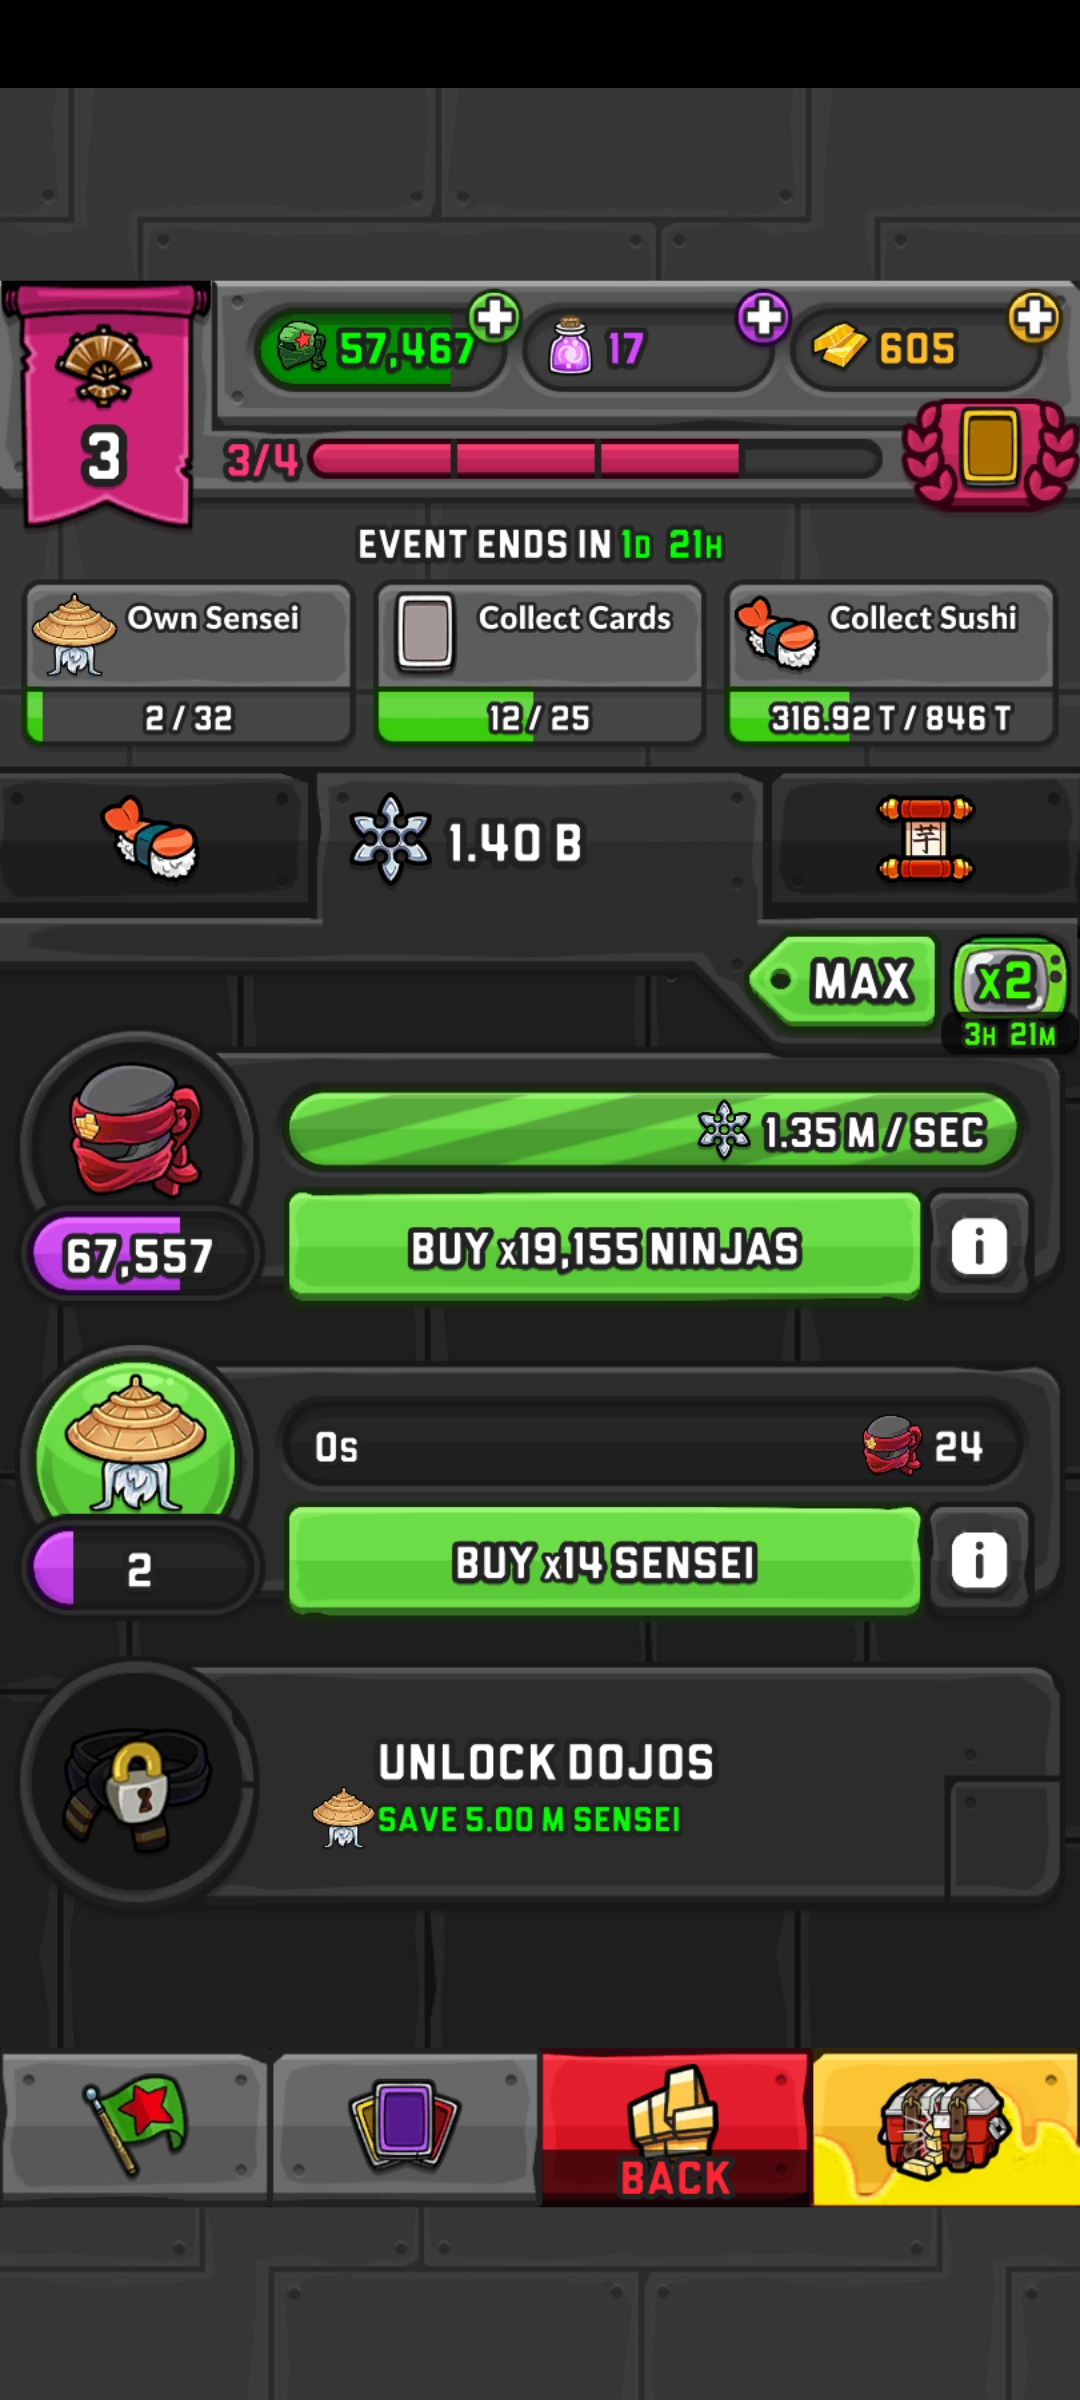 57,467
17
605
3
3/4
EVENT ENDS IN 1D 21H
Own Sensei
2 / 32
Collect Cards
12 / 25
Collect Sushi
316.92 T / 846 T
1.40 B
芋
MAX
x2
3H 21M
1.35 M / SEC
67,557
BUY x19,155 NINJAS
i
0s
24
2
BUY x14 SENSEI
i
UNLOCK DOJOS
SAVE 5.00 M SENSEI
BACK